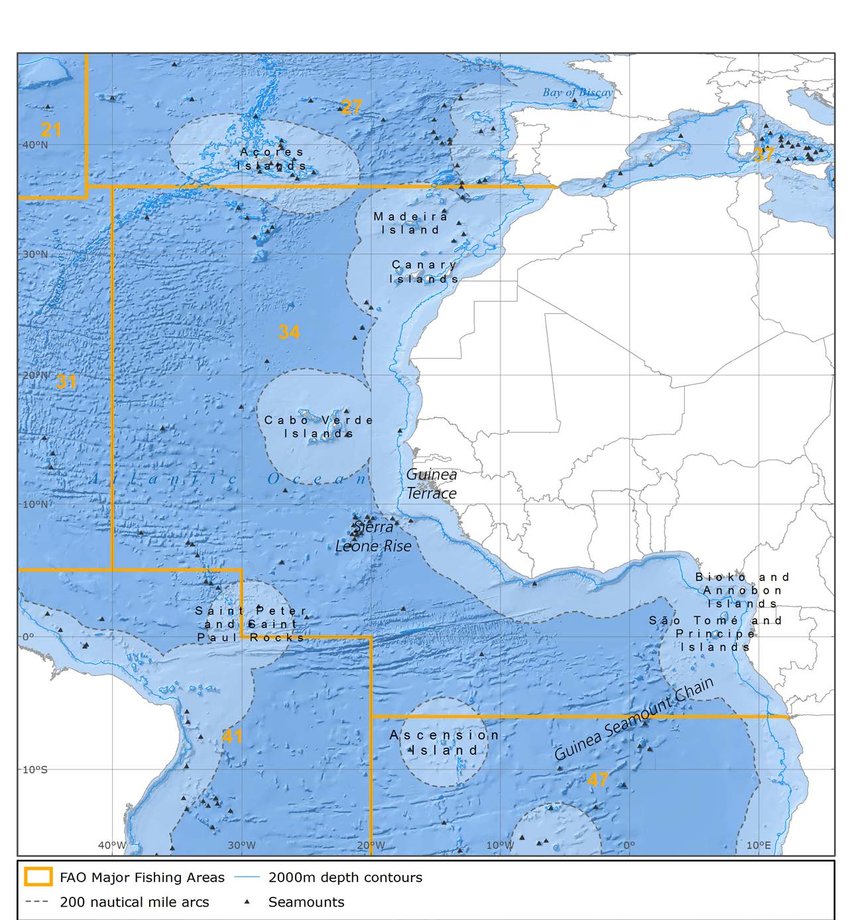 Bay of Biscay
27
21
37
40°N
Açores
Islands
Madeira
Island
30°N
Canary
Islands
34
31
20°N
Cabo Verde
Islands
Guinea
Terrace
Atlantic Ocean
10°N
Sierra
Leone Rise
Bioko and
Annobon
Islands
Saint Peter
and Saint
Paul Rocks
São Tomé and
Principe
Islands
0°
Guinea Seamount Chain
41
Ascension
Island
47
10°S
40°W
30°W
20°W
10°W
0°
10°E
FAO Major Fishing Areas
2000m depth contours
200 nautical mile arcs
Seamounts